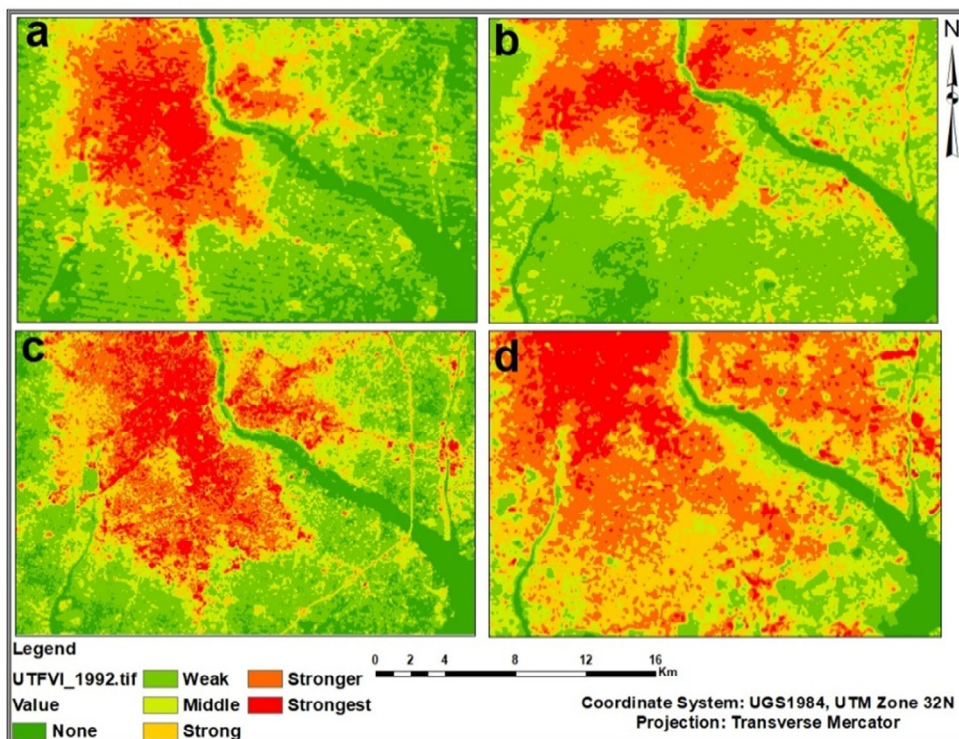 a
b
N
c
d
Legend
UTFVI_1992.tif
Value
None
Weak
Middle
Strong
Stronger
Strongest
0 2 4 8 12 16
Km
Coordinate System: UGS1984, UTM Zone 32N
Projection: Transverse Mercator